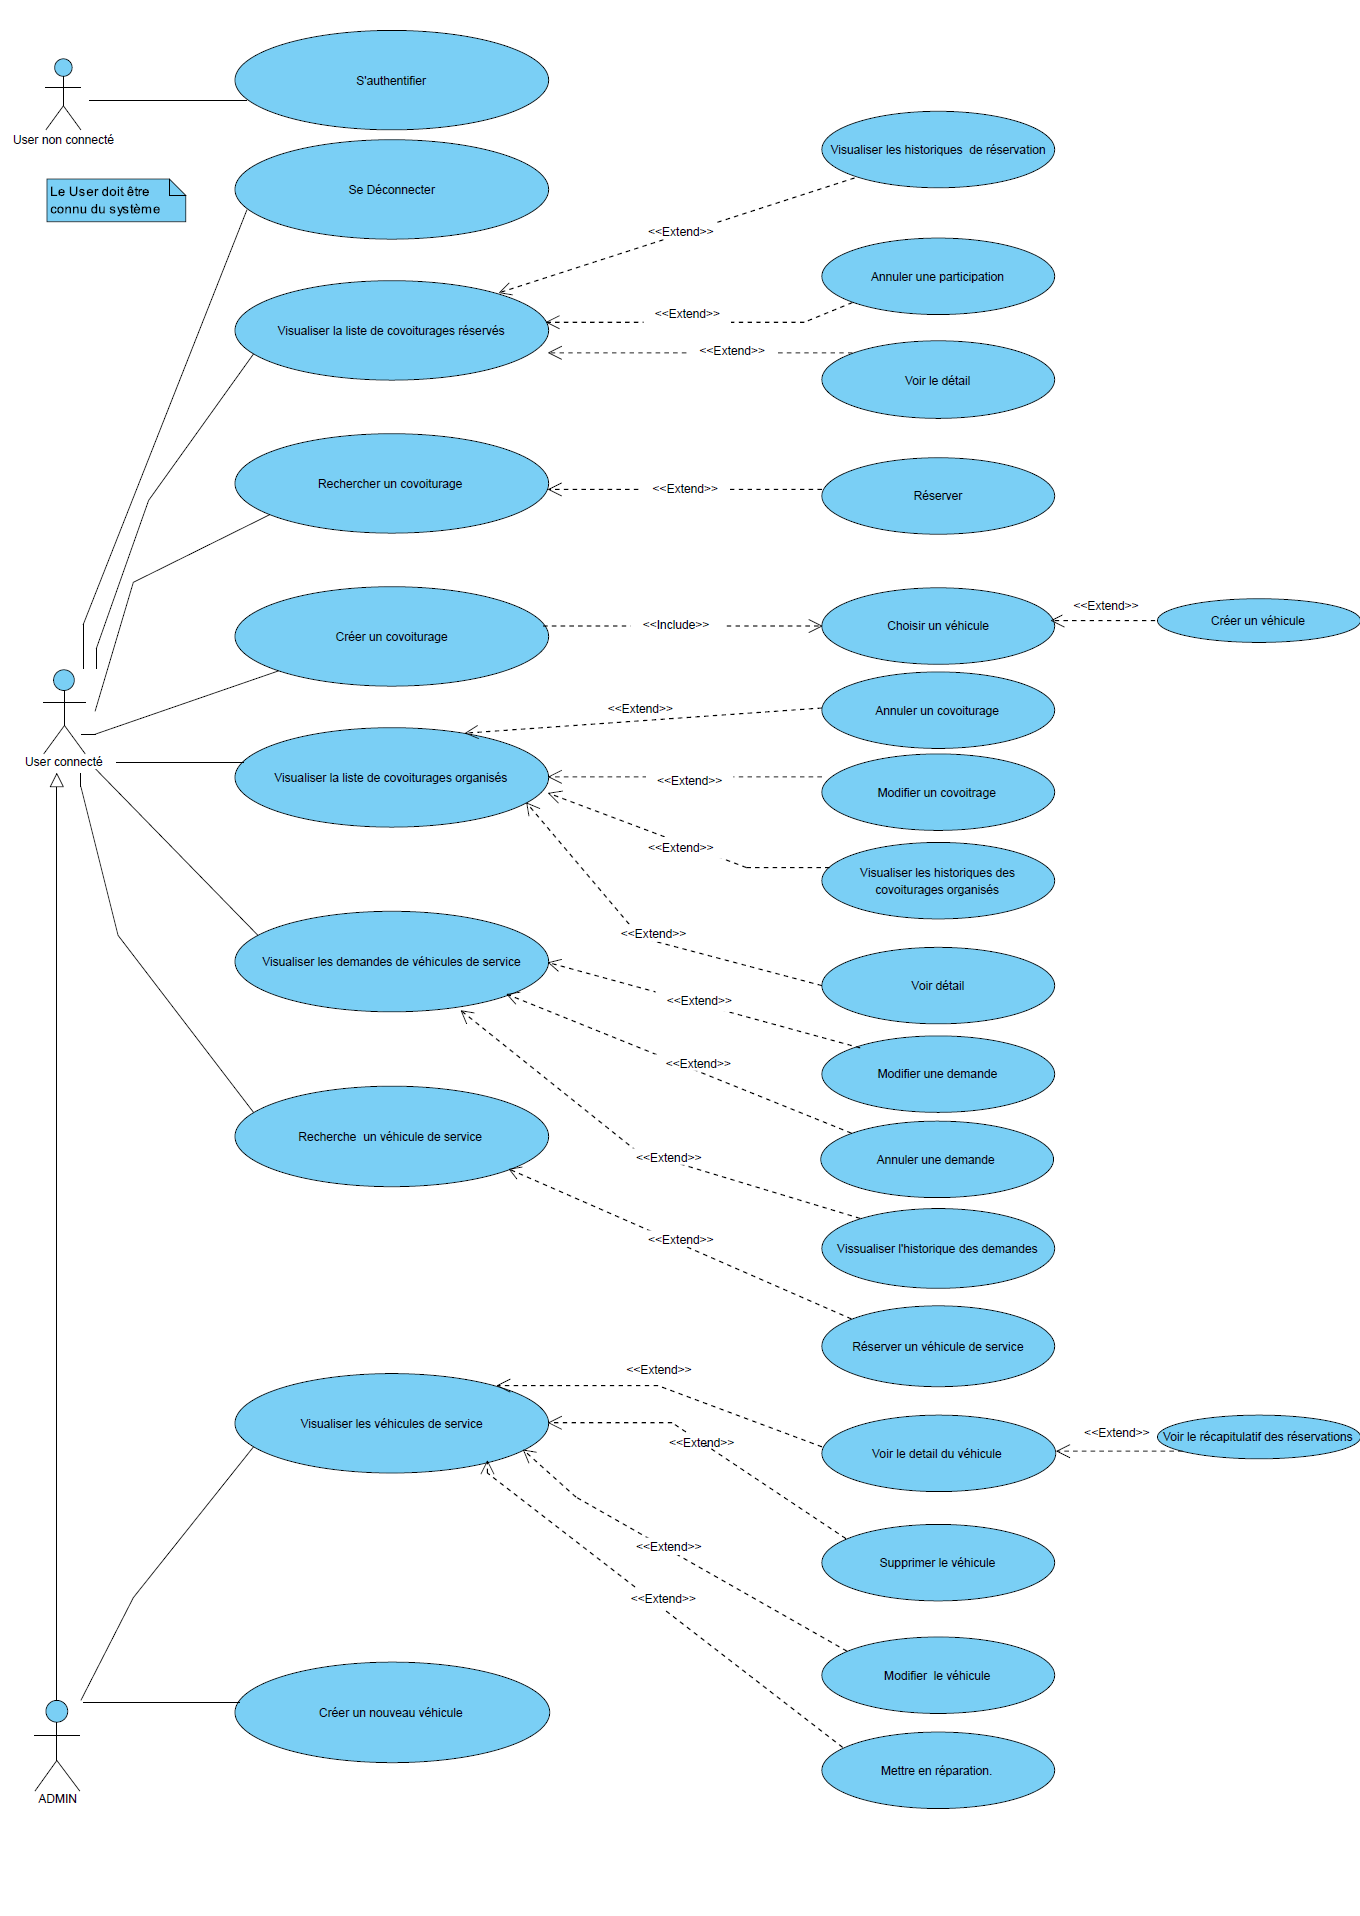 S'authentifier
User non connecté
Visualiser les historiques  de réservation
Le User doit être
connu du système
Se Déconnecter
<<Extend>>
Annuler une participation
<<Extend>>
Visualiser la liste de covoiturages réservés
<<Extend>>
Voir le détail
Rechercher un covoiturage
<<Extend>>
Réserver
<<Extend>>
Créer un covoiturage
<<Include>>
Choisir un véhicule
Créer un véhicule
<<Extend>>
Annuler un covoiturage
User connecté
Visualiser la liste de covoiturages organisés
<<Extend>>
Modifier un covoitrage
<<Extend>>
Visualiser les historiques des
covoiturages organisés
<<Extend>>
Visualiser les demandes de véhicules de service
Voir détail
<<Extend>>
<<Extend>>
Modifier une demande
Recherche  un véhicule de service
<<Extend>>
Annuler une demande
<<Extend>>
Vissualiser l'historique des demandes
Réserver un véhicule de service
<<Extend>>
Visualiser les véhicules de service
<<Extend>>
Voir le detail du véhicule
<<Extend>>
Voir le récapitulatif des réservations
<<Extend>>
Supprimer le véhicule
<<Extend>>
Modifier  le véhicule
Créer un nouveau véhicule
Mettre en réparation.
ADMIN